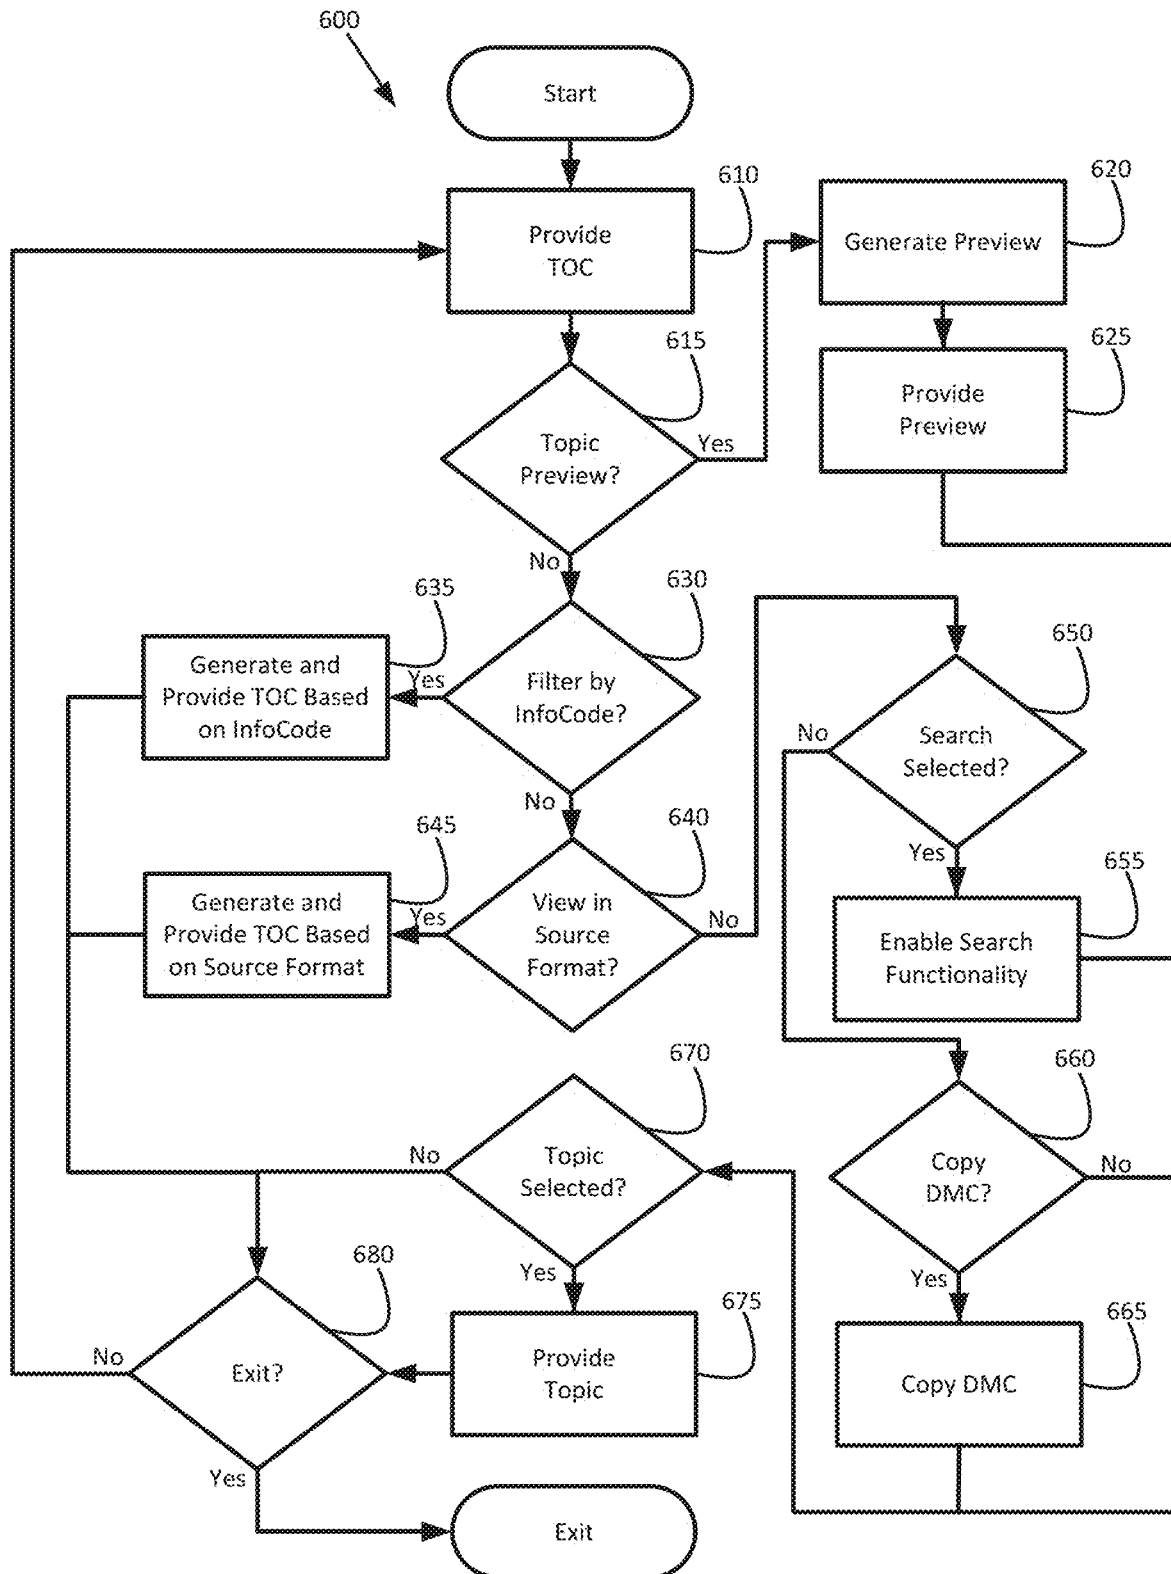 600
Start
610
Provide
TOC
620
Generate Preview
615
Topic
Preview?
Yes
625
Provide
Preview
No
635
Generate and
Provide TOC Based
on InfoCode
Yes
630
Filter by
InfoCode?
650
Search
Selected?
No
No
645
Generate and
Provide TOC Based
on Source Format
Yes
640
View in
Source
Format?
No
Yes
655
Enable Search
Functionality
670
Topic
Selected?
No
660
Copy
DMC?
No
Yes
680
Exit?
No
675
Provide
Topic
Yes
665
Copy DMC
Yes
Exit